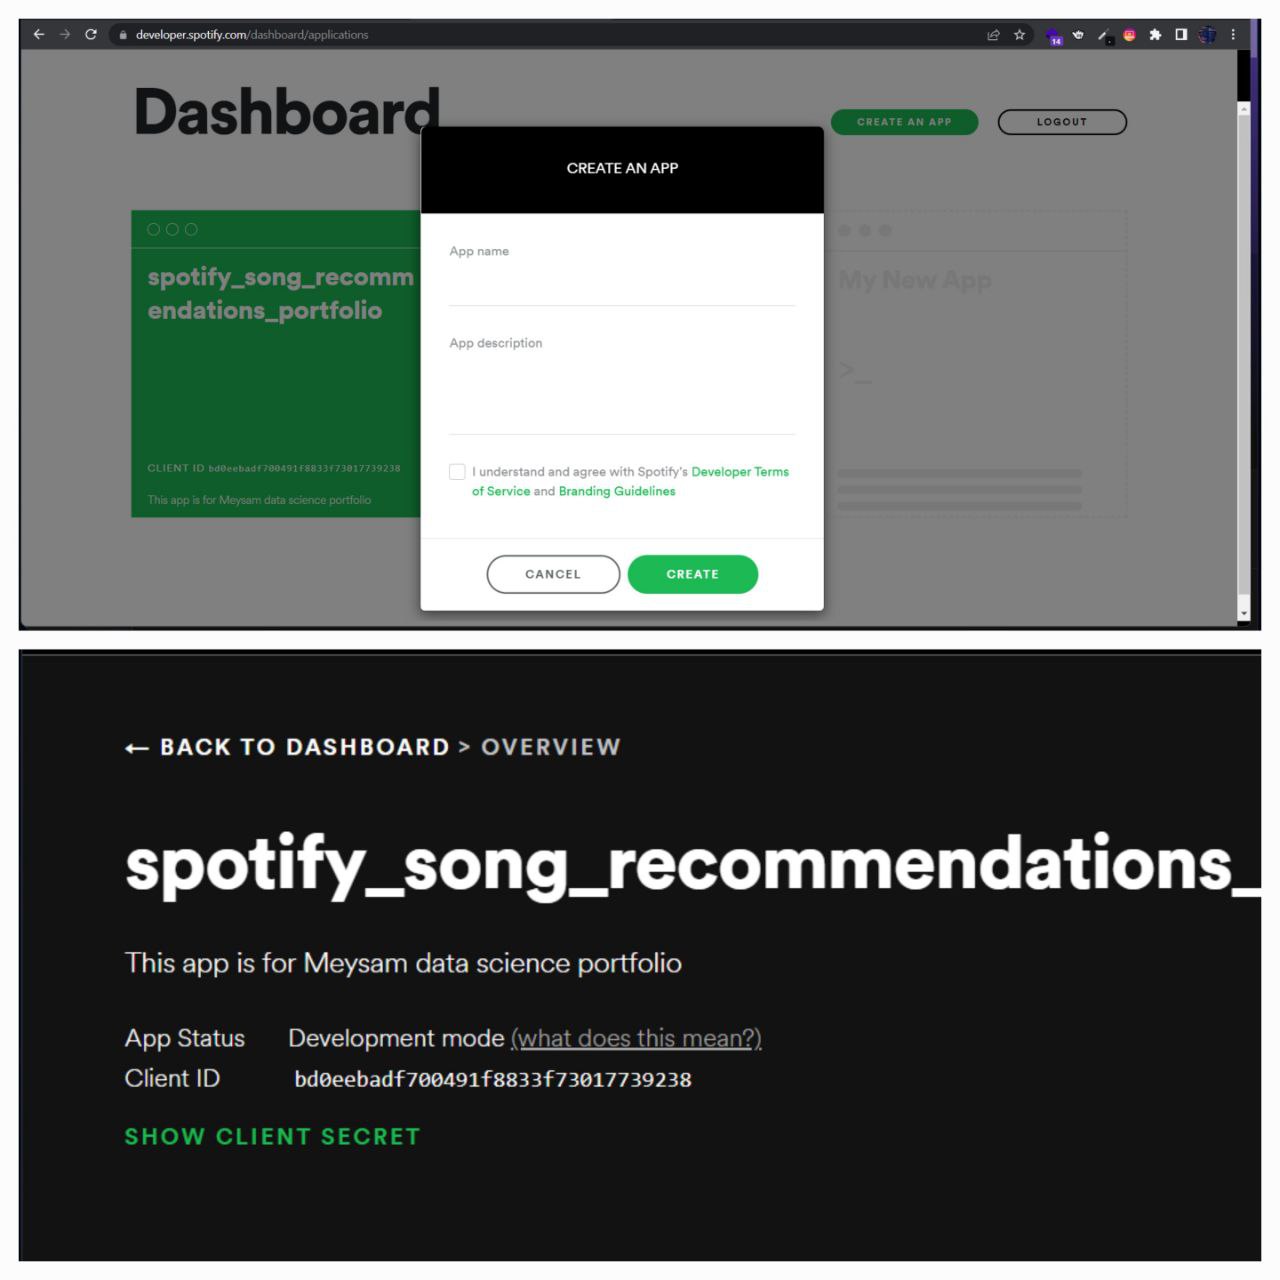 developer.spotify.com/dashboard/applications
14
Dashboard
CREATE AN APP
LOGOUT
CREATE AN APP
App name
App description
I understand and agree with Spotify's Developer Terms
of Service and Branding Guidelines
CANCEL
CREATE
spotify_song_recomm
endations_portfolio
CLIENT ID bd0eebadf700491f8833f73017739238
This app is for Meysam data science portfolio
My New App
>_
← BACK TO DASHBOARD > OVERVIEW
spotify_song_recommendations_
This app is for Meysam data science portfolio
App Status Development mode (what does this mean?)
Client ID bd0eebadf700491f8833f73017739238
SHOW CLIENT SECRET